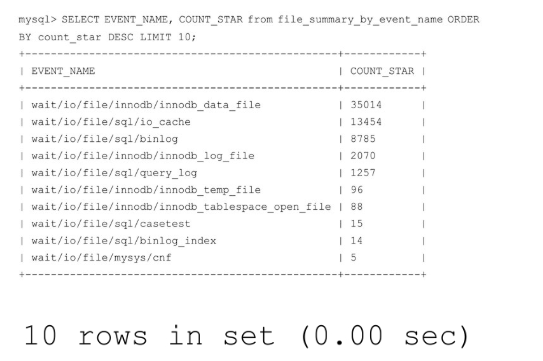 mysql> SELECT EVENT_NAME, COUNT_STAR from file_summary_by_event_name ORDER
BY count_star DESC LIMIT 10;
+------------------------------------------------+-----------+
| EVENT_NAME | COUNT_STAR |
+------------------------------------------------+-----------+
| wait/io/file/innodb/innodb_data_file | 35014 |
| wait/io/file/sql/io_cache | 13454 |
| wait/io/file/sql/binlog | 8785 |
| wait/io/file/innodb/innodb_log_file | 2070 |
| wait/io/file/sql/query_log | 1257 |
| wait/io/file/innodb/innodb_temp_file | 96 |
| wait/io/file/innodb/innodb_tablespace_open_file | 88 |
| wait/io/file/sql/casetest | 15 |
| wait/io/file/sql/binlog_index | 14 |
| wait/io/file/mysys/cnf | 5 |
+------------------------------------------------+-----------+
10 rows in set (0.00 sec)